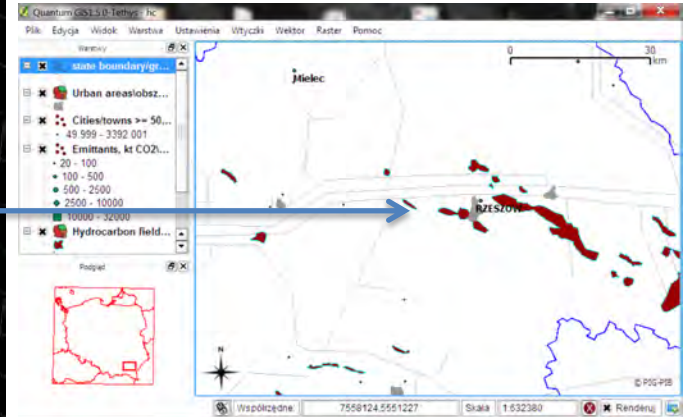 Quantum GIS1.5.0-Tethys - hc
Plik Edycja Widok Warstwa Ustawienia Wtyczki Wektor Raster Pomoc
Warstwy
state boundary/gr...
Urban areas\obsz...
Cities/towns >= 50,...
49 999 - 3392 001
Emittants, kt CO2\...
20 - 100
100 - 500
500 - 2500
2500 - 10000
10000 - 32000
Hydrocarbon field...
Podgląd
0 30
km
Mielec
RZESZÓW
N
© PIG-PIB
Współrzędne: 7558124,5551227 Skala 1:632380 Renderuj